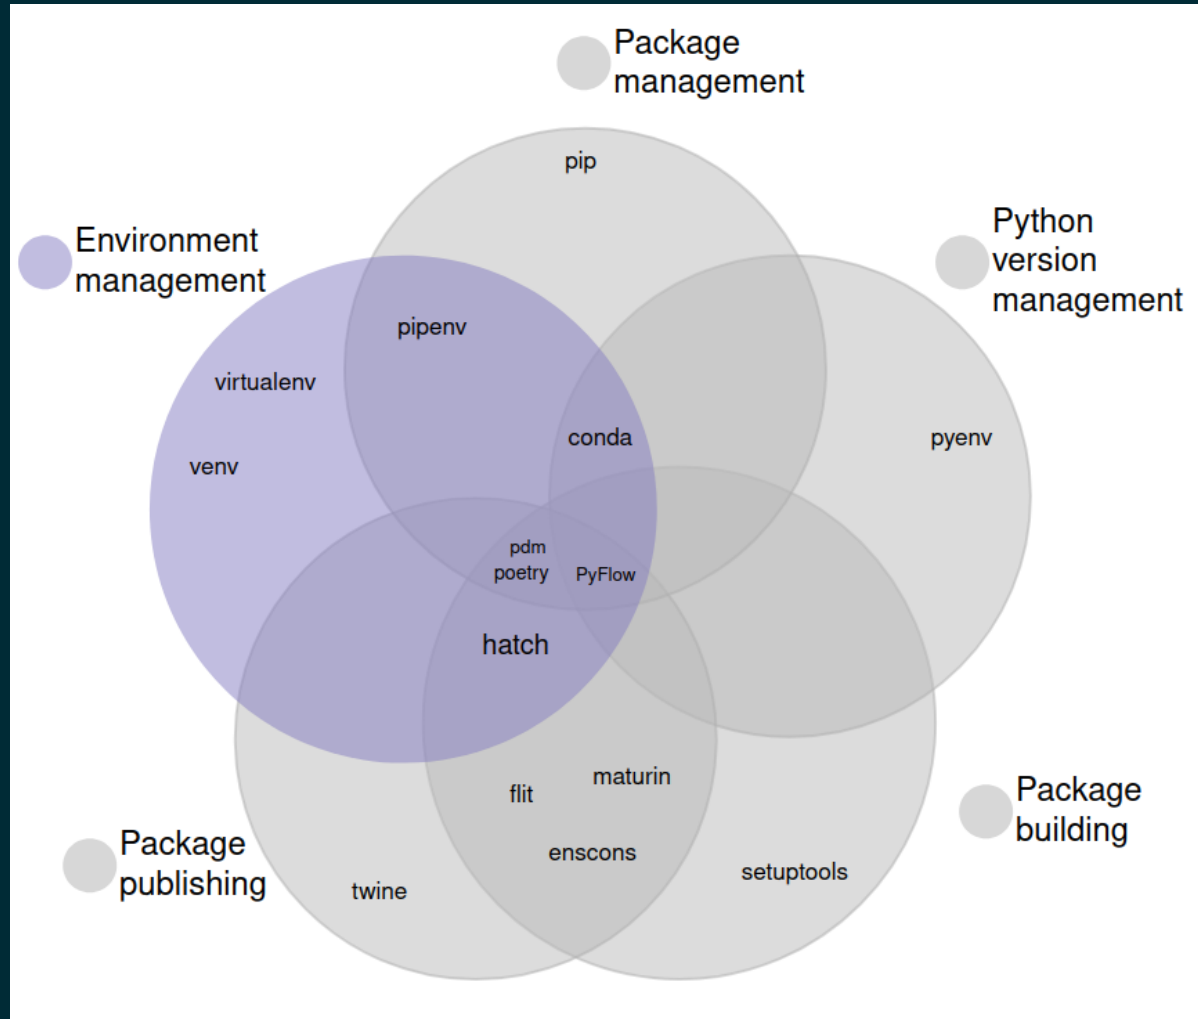 Package
management
pip
Python
version
management
Environment
management
pipenv
virtualenv
conda
pyenv
venv
pdm
poetry
PyFlow
hatch
maturin
flit
Package
building
enscons
Package
publishing
setuptools
twine